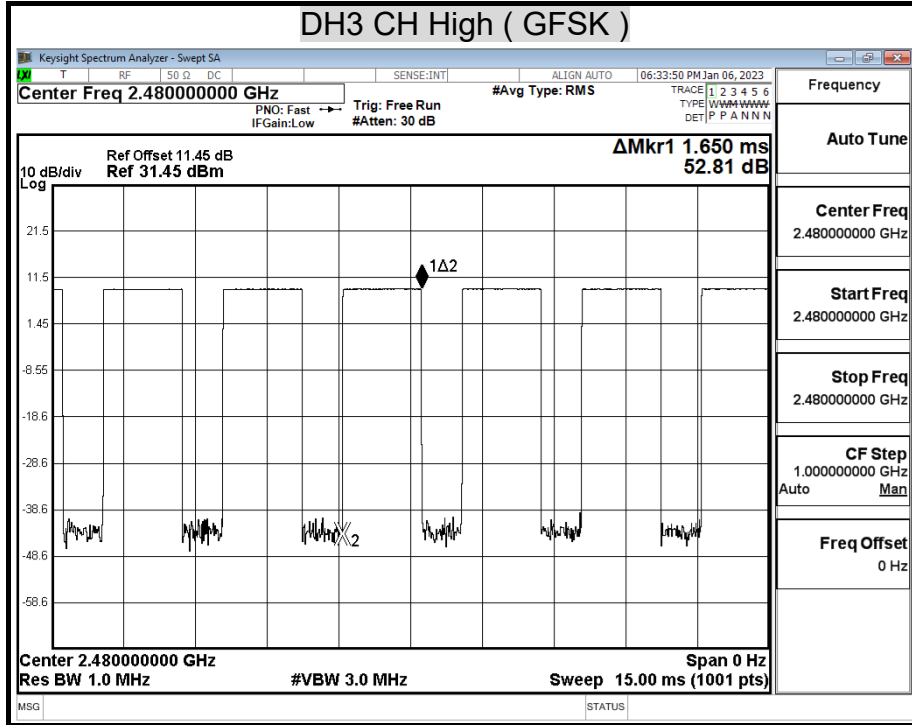 DH3 CH High ( GFSK )
Keysight Spectrum Analyzer - Swept SA
LXI T RF 50 Ω DC SENSE:INT ALIGN AUTO 06:33:50 PM Jan 06, 2023
Center Freq 2.480000000 GHz #Avg Type: RMS TRACE 1 2 3 4 5 6
PNO: Fast Trig: Free Run TYPE WWMWWWW
IFGain:Low #Atten: 30 dB DET P P A N N N
Frequency
Auto Tune
Center Freq
2.480000000 GHz
Start Freq
2.480000000 GHz
Stop Freq
2.480000000 GHz
CF Step
1.000000000 GHz
Auto Man
Freq Offset
0 Hz
ΔMkr1 1.650 ms
52.81 dB
Ref Offset 11.45 dB
10 dB/div Ref 31.45 dBm
Log
21.5
11.5
1.45
-8.55
-18.6
-28.6
-38.6
-48.6
-58.6
1Δ2
2
Center 2.480000000 GHz Span 0 Hz
Res BW 1.0 MHz #VBW 3.0 MHz Sweep 15.00 ms (1001 pts)
MSG STATUS